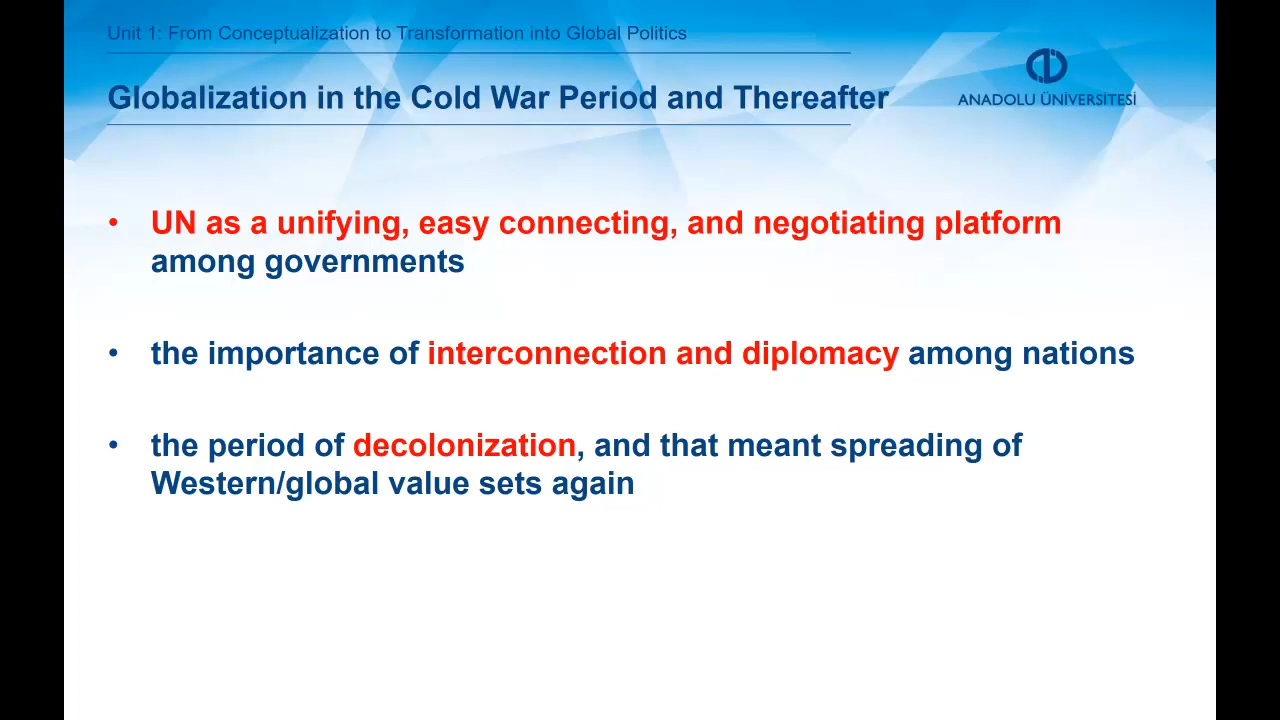 Unit 1: From Conceptualization to Transformation into Global Politics
Globalization in the Cold War Period and Thereafter
ANADOLU ÜNİVERSİTESİ
• UN as a unifying, easy connecting, and negotiating platform
among governments
• the importance of interconnection and diplomacy among nations
• the period of decolonization, and that meant spreading of
Western/global value sets again